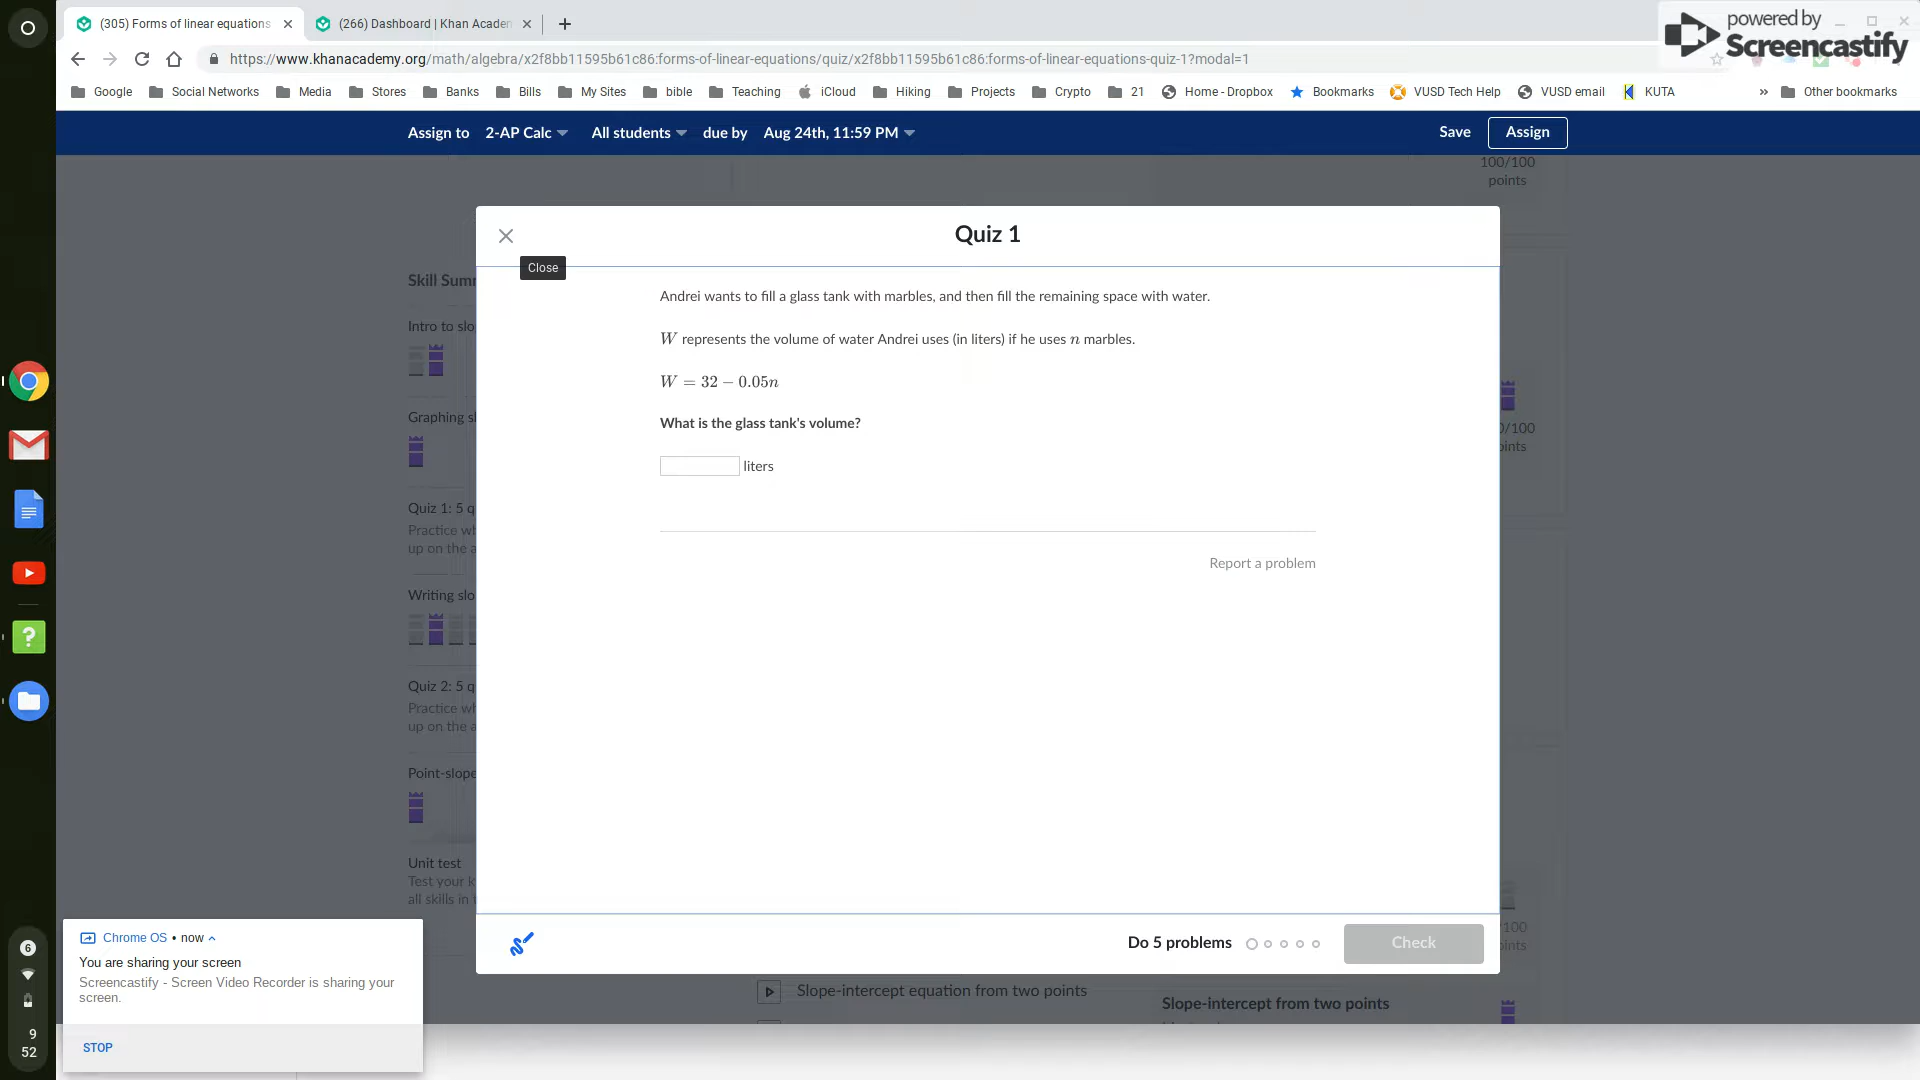 (305) Forms of linear equations
(266) Dashboard | Khan Academ
powered by
Screencastify
https://www.khanacademy.org/math/algebra/x2f8bb11595b61c86:forms-of-linear-equations/quiz/x2f8bb11595b61c86:forms-of-linear-equations-quiz-1?modal=1
Google Social Networks Media Stores Banks Bills My Sites bible Teaching iCloud Hiking Projects Crypto 21 Home - Dropbox Bookmarks VUSD Tech Help VUSD email KUTA » Other bookmarks
Assign to 2-AP Calc All students due by Aug 24th, 11:59 PM Save Assign
100/100
points
Quiz 1
Close
Skill Sum
Andrei wants to fill a glass tank with marbles, and then fill the remaining space with water.
Intro to slo
W represents the volume of water Andrei uses (in liters) if he uses n marbles.
W = 32 − 0.05n
Graphing sl
What is the glass tank's volume?
0/100
oints
liters
Quiz 1: 5 q
Practice wh
up on the a
Report a problem
Writing slo
Quiz 2: 5 q
Practice wh
up on the a
Point-slope
Unit test
Test your k
all skills in t
/100
oints
Do 5 problems
Check
Chrome OS • now
You are sharing your screen
Screencastify - Screen Video Recorder is sharing your
screen.
STOP
Slope-intercept equation from two points
Slope-intercept from two points
6
9
52